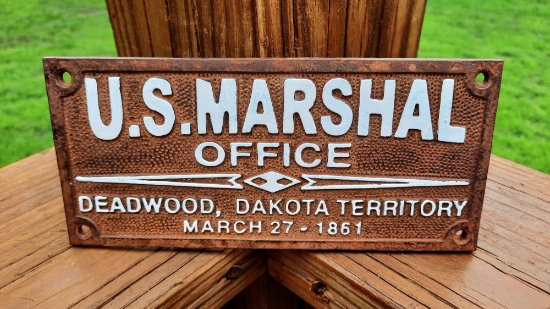 U.S. MARSHAL
OFFICE
DEADWOOD, DAKOTA TERRITORY
MARCH 27 - 1861